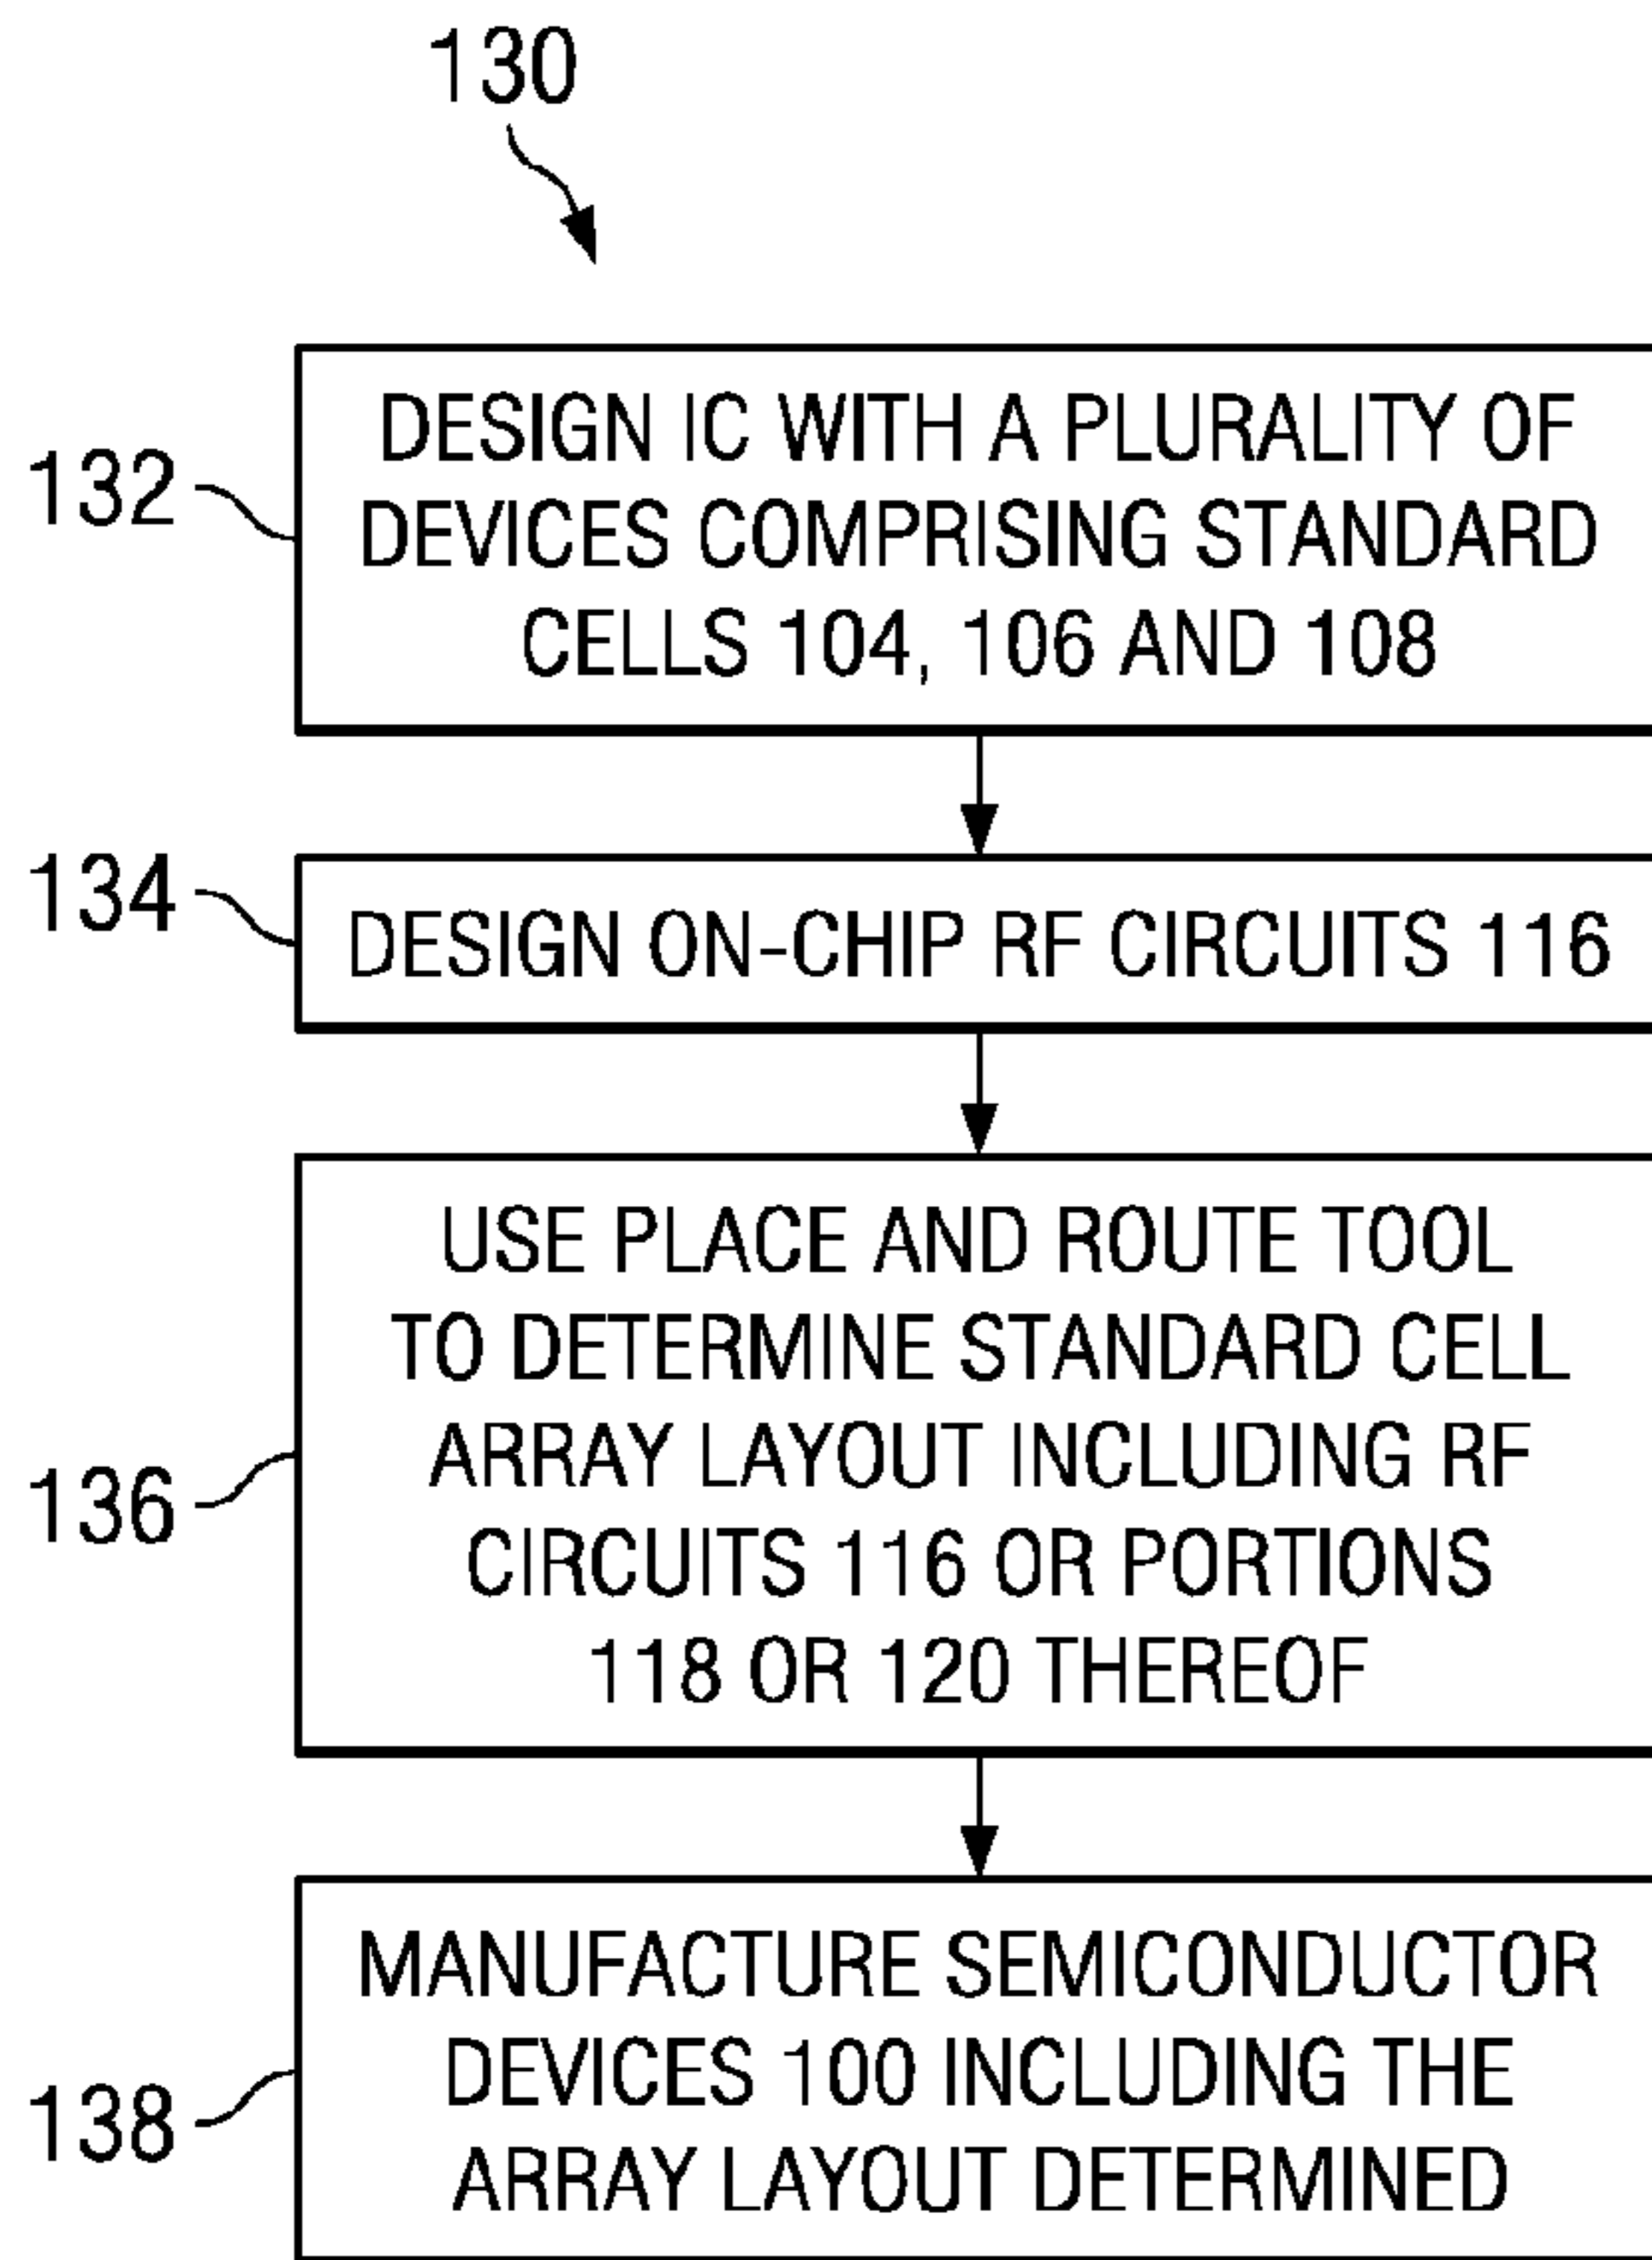 130
132
DESIGN IC WITH A PLURALITY OF
DEVICES COMPRISING STANDARD
CELLS 104, 106 AND 108
134
DESIGN ON-CHIP RF CIRCUITS 116
136
USE PLACE AND ROUTE TOOL
TO DETERMINE STANDARD CELL
ARRAY LAYOUT INCLUDING RF
CIRCUITS 116 OR PORTIONS
118 OR 120 THEREOF
138
MANUFACTURE SEMICONDUCTOR
DEVICES 100 INCLUDING THE
ARRAY LAYOUT DETERMINED